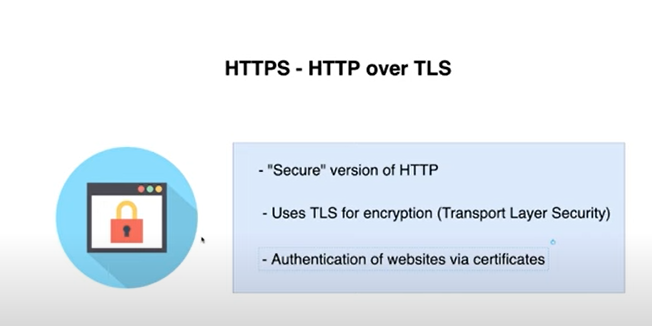 HTTPS - HTTP over TLS
- "Secure" version of HTTP
- Uses TLS for encryption (Transport Layer Security)
- Authentication of websites via certificates